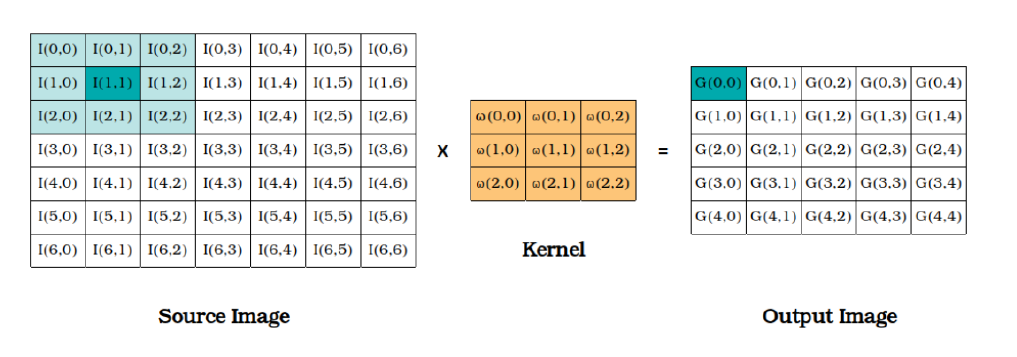 I(0,0) I(0,1) I(0,2) I(0,3) I(0,4) I(0,5) I(0,6)
I(1,0) I(1,1) I(1,2) I(1,3) I(1,4) I(1,5) I(1,6)
I(2,0) I(2,1) I(2,2) I(2,3) I(2,4) I(2,5) I(2,6)
I(3,0) I(3,1) I(3,2) I(3,3) I(3,4) I(3,5) I(3,6)
I(4,0) I(4,1) I(4,2) I(4,3) I(4,4) I(4,5) I(4,6)
I(5,0) I(5,1) I(5,2) I(5,3) I(5,4) I(5,5) I(5,6)
I(6,0) I(6,1) I(6,2) I(6,3) I(6,4) I(6,5) I(6,6)
Source Image
X
ω(0,0) ω(0,1) ω(0,2)
ω(1,0) ω(1,1) ω(1,2)
ω(2,0) ω(2,1) ω(2,2)
Kernel
=
G(0,0) G(0,1) G(0,2) G(0,3) G(0,4)
G(1,0) G(1,1) G(1,2) G(1,3) G(1,4)
G(2,0) G(2,1) G(2,2) G(2,3) G(2,4)
G(3,0) G(3,1) G(3,2) G(3,3) G(3,4)
G(4,0) G(4,1) G(4,2) G(4,3) G(4,4)
Output Image